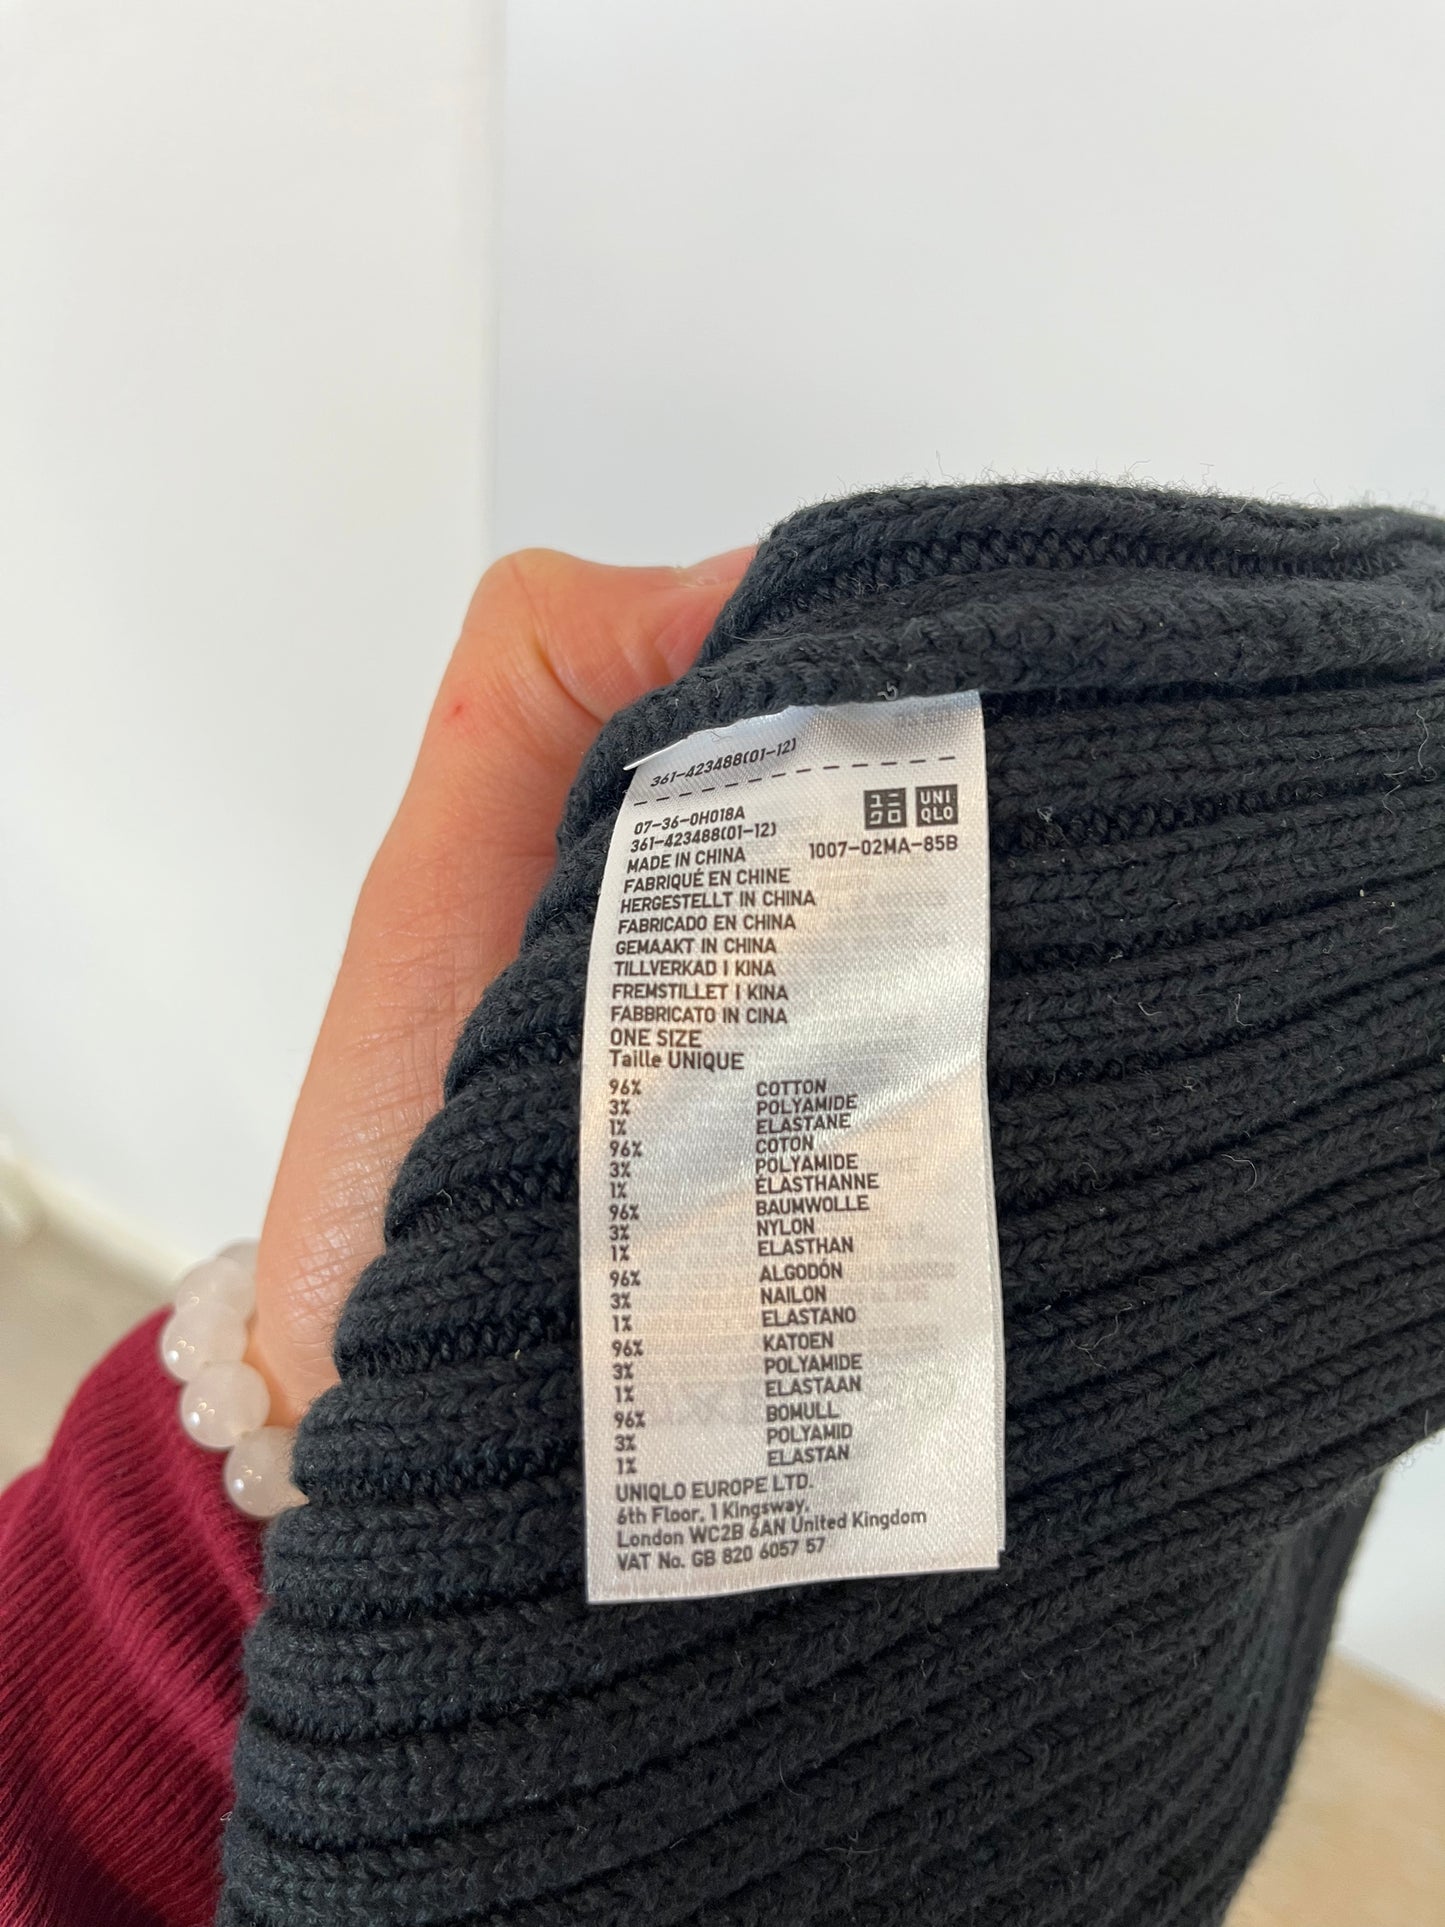 361-423488(01-12)
07-36-0H018A
361-423488(01-12)
ユニ
クロ
UNI
QLO
1007-02MA-85B
MADE IN CHINA
FABRIQUÉ EN CHINE
HERGESTELLT IN CHINA
FABRICADO EN CHINA
GEMAAKT IN CHINA
TILLVERKAD I KINA
FREMSTILLET I KINA
FABBRICATO IN CINA
ONE SIZE
Taille UNIQUE
96% COTTON
3% POLYAMIDE
1% ELASTANE
96% COTON
3% POLYAMIDE
1% ÉLASTHANNE
96% BAUMWOLLE
3% NYLON
1% ELASTHAN
96% ALGODÓN
3% NAILON
1% ELASTANO
96% KATOEN
3% POLYAMIDE
1% ELASTAAN
96% BOMULL
3% POLYAMID
1% ELASTAN
UNIQLO EUROPE LTD.
6th Floor, 1 Kingsway,
London WC2B 6AN United Kingdom
VAT No. GB 820 6057 57